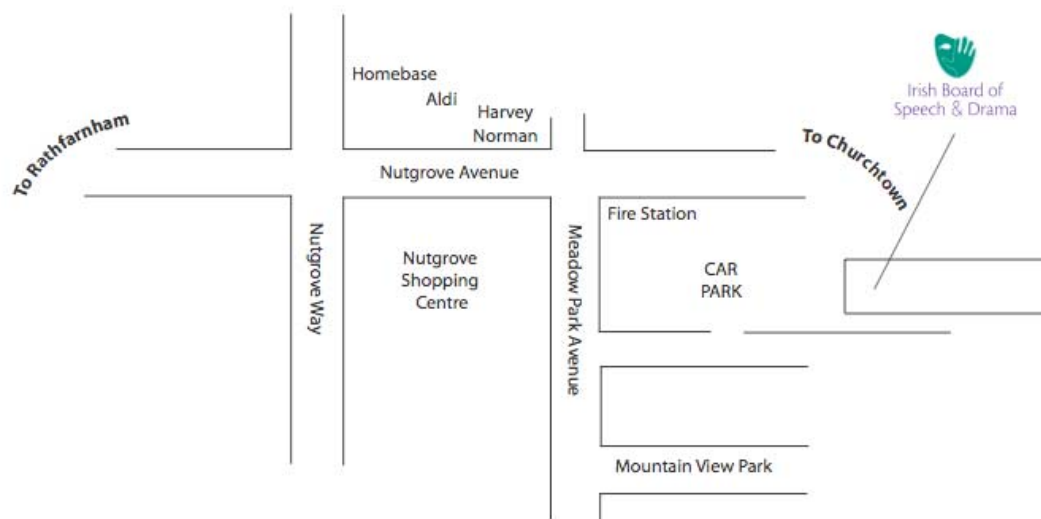 Homebase
Aldi
Harvey
Norman
Irish Board of
Speech & Drama
To Rathfarnham
To Churchtown
Nutgrove Avenue
Fire Station
Nutgrove Way
Nutgrove
Shopping
Centre
Meadow Park Avenue
CAR
PARK
Mountain View Park